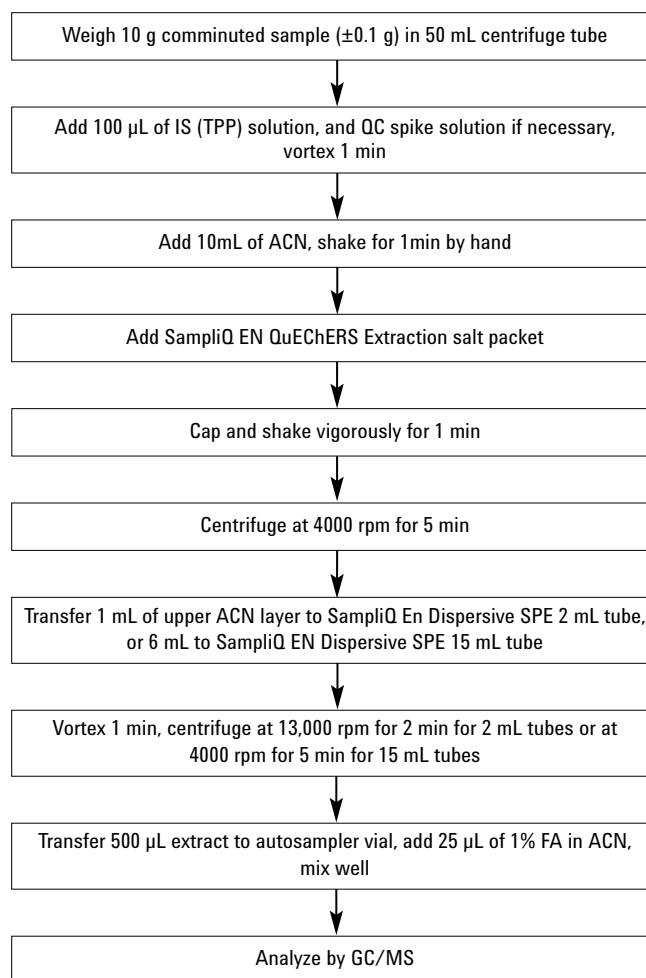 Weigh 10 g comminuted sample (±0.1 g) in 50 mL centrifuge tube
Add 100 µL of IS (TPP) solution, and QC spike solution if necessary,
vortex 1 min
Add 10mL of ACN, shake for 1min by hand
Add SampliQ EN QuEChERS Extraction salt packet
Cap and shake vigorously for 1 min
Centrifuge at 4000 rpm for 5 min
Transfer 1 mL of upper ACN layer to SampliQ En Dispersive SPE 2 mL tube,
or 6 mL to SampliQ EN Dispersive SPE 15 mL tube
Vortex 1 min, centrifuge at 13,000 rpm for 2 min for 2 mL tubes or at
4000 rpm for 5 min for 15 mL tubes
Transfer 500 µL extract to autosampler vial, add 25 µL of 1% FA in ACN,
mix well
Analyze by GC/MS